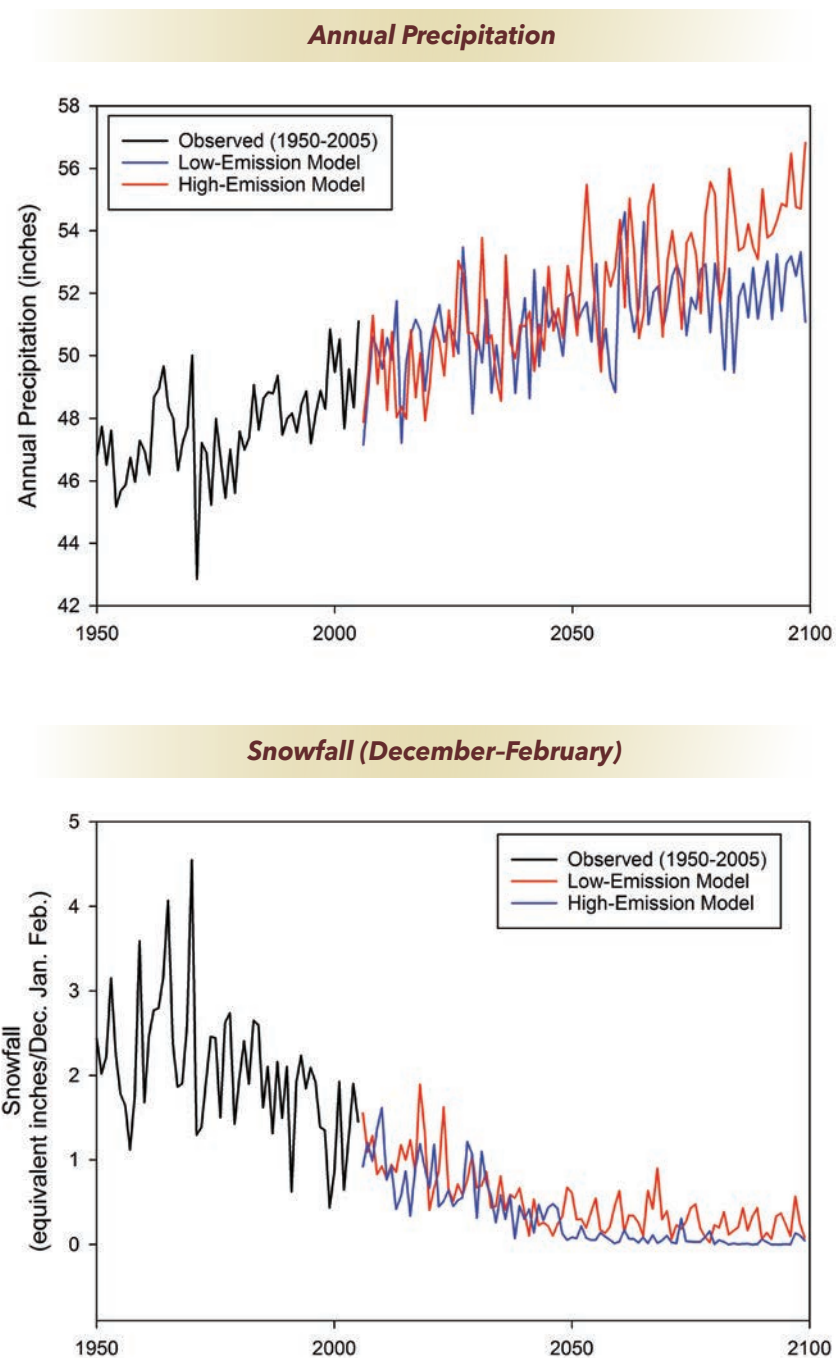 Annual Precipitation
58
56
54
52
50
48
46
44
42
Annual Precipitation (inches)
Observed (1950-2005)
Low-Emission Model
High-Emission Model
1950
2000
2050
2100
Snowfall (December–February)
5
4
3
2
1
0
Snowfall
(equivalent inches/Dec. Jan. Feb.)
Observed (1950-2005)
Low-Emission Model
High-Emission Model
1950
2000
2050
2100